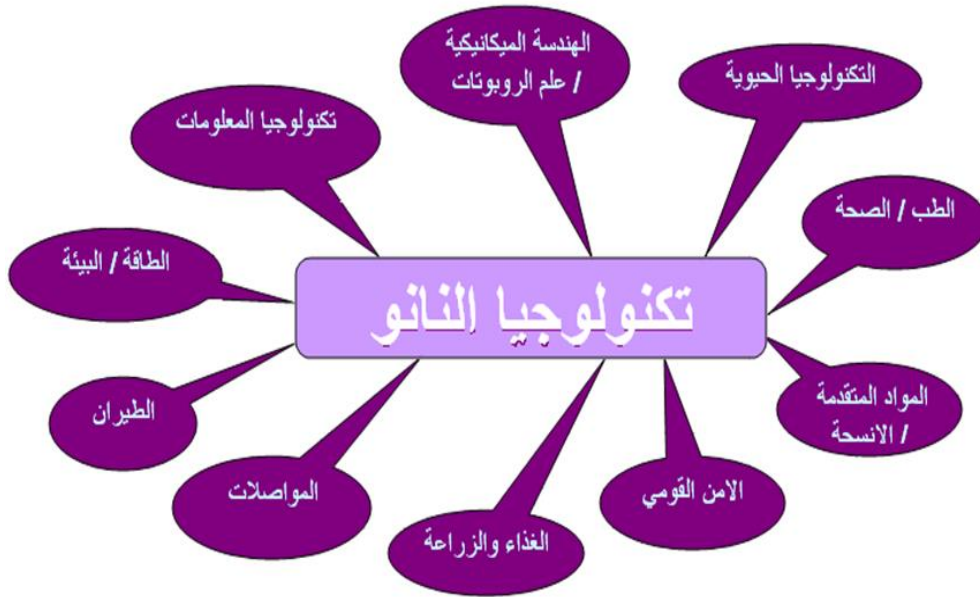 الهندسة الميكانيكية
/ علم الروبوتات
التكنولوجيا الحيوية
تكنولوجيا المعلومات
الطب / الصحة
الطاقة / البيئة
تكنولوجيا النانو
المواد المتقدمة
/ الانسحة
الطيران
الامن القومي
المواصلات
الغذاء والزراعة